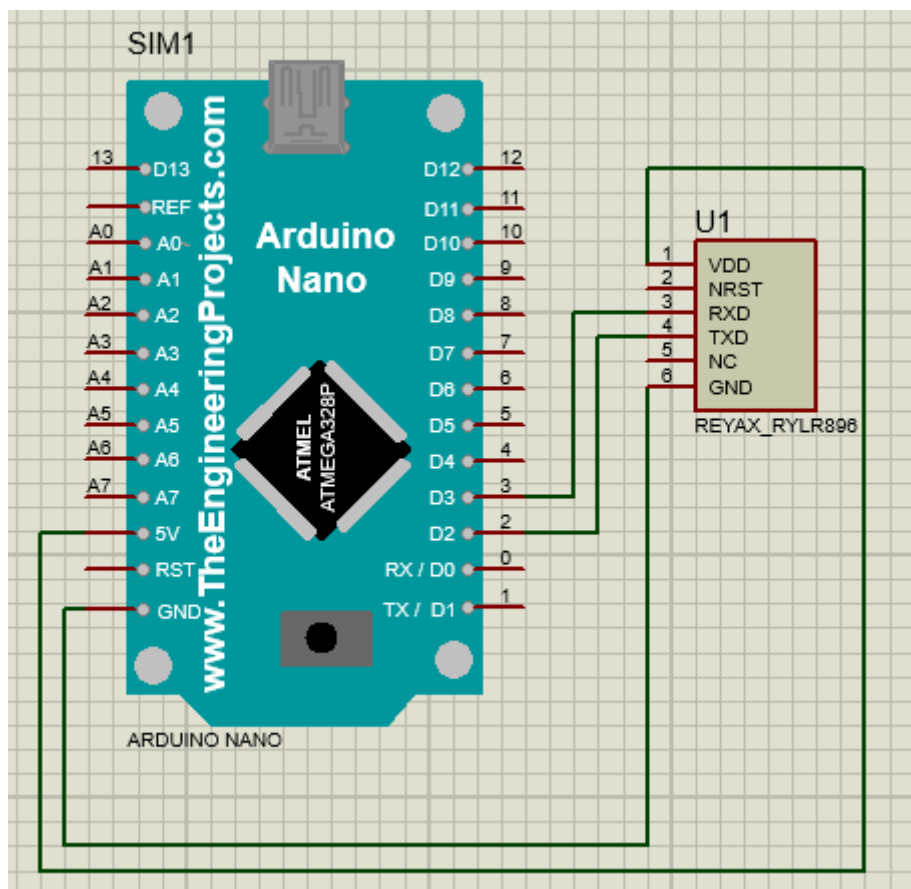 SIM1
www.TheEngineeringProjects.com
Arduino
Nano
ATMEL
ATMEGA328P
13 D13
REF
A0 A0
A1 A1
A2 A2
A3 A3
A4 A4
A5 A5
A6 A6
A7 A7
5V
RST
GND
D12 12
D11 11
D10 10
D9 9
D8 8
D7 7
D6 6
D5 5
D4 4
D3 3
D2 2
RX / D0 0
TX / D1 1
ARDUINO NANO
U1
1 VDD
2 NRST
3 RXD
4 TXD
5 NC
6 GND
REYAX_RYLR896